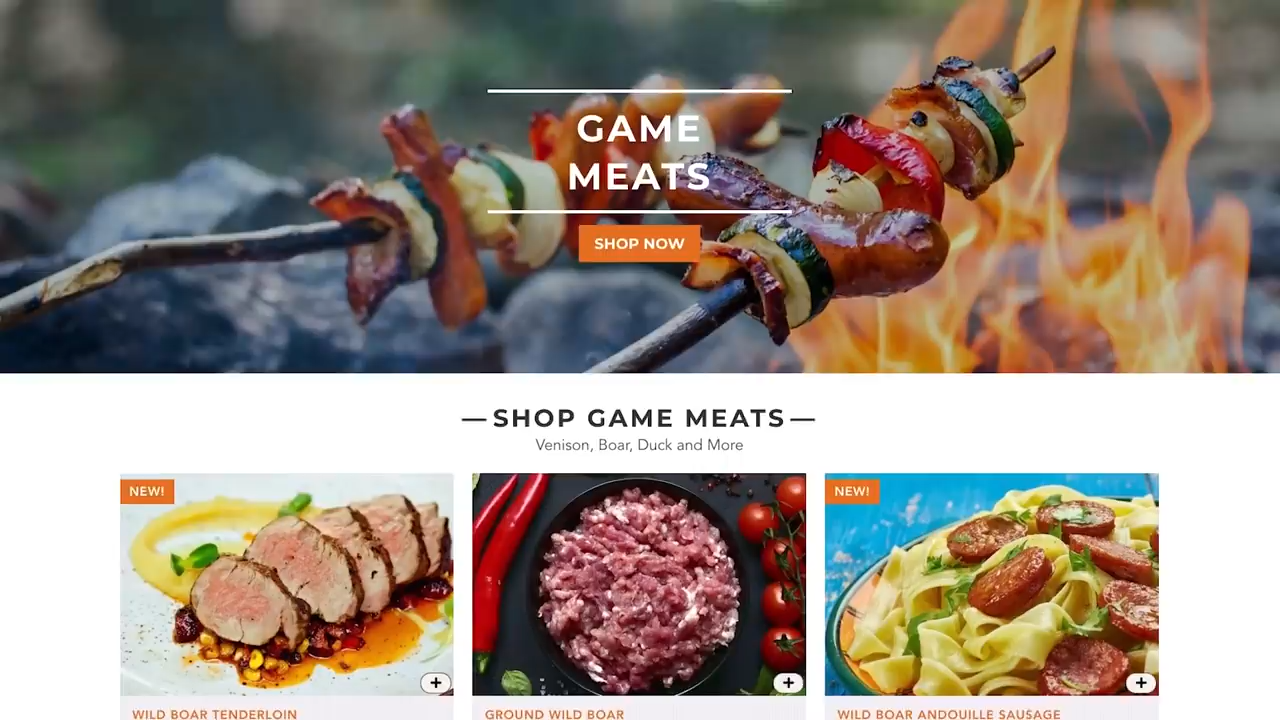 GAME
MEATS
SHOP NOW
— SHOP GAME MEATS —
Venison, Boar, Duck and More
NEW!
NEW!
WILD BOAR TENDERLOIN
GROUND WILD BOAR
WILD BOAR ANDOUILLE SAUSAGE